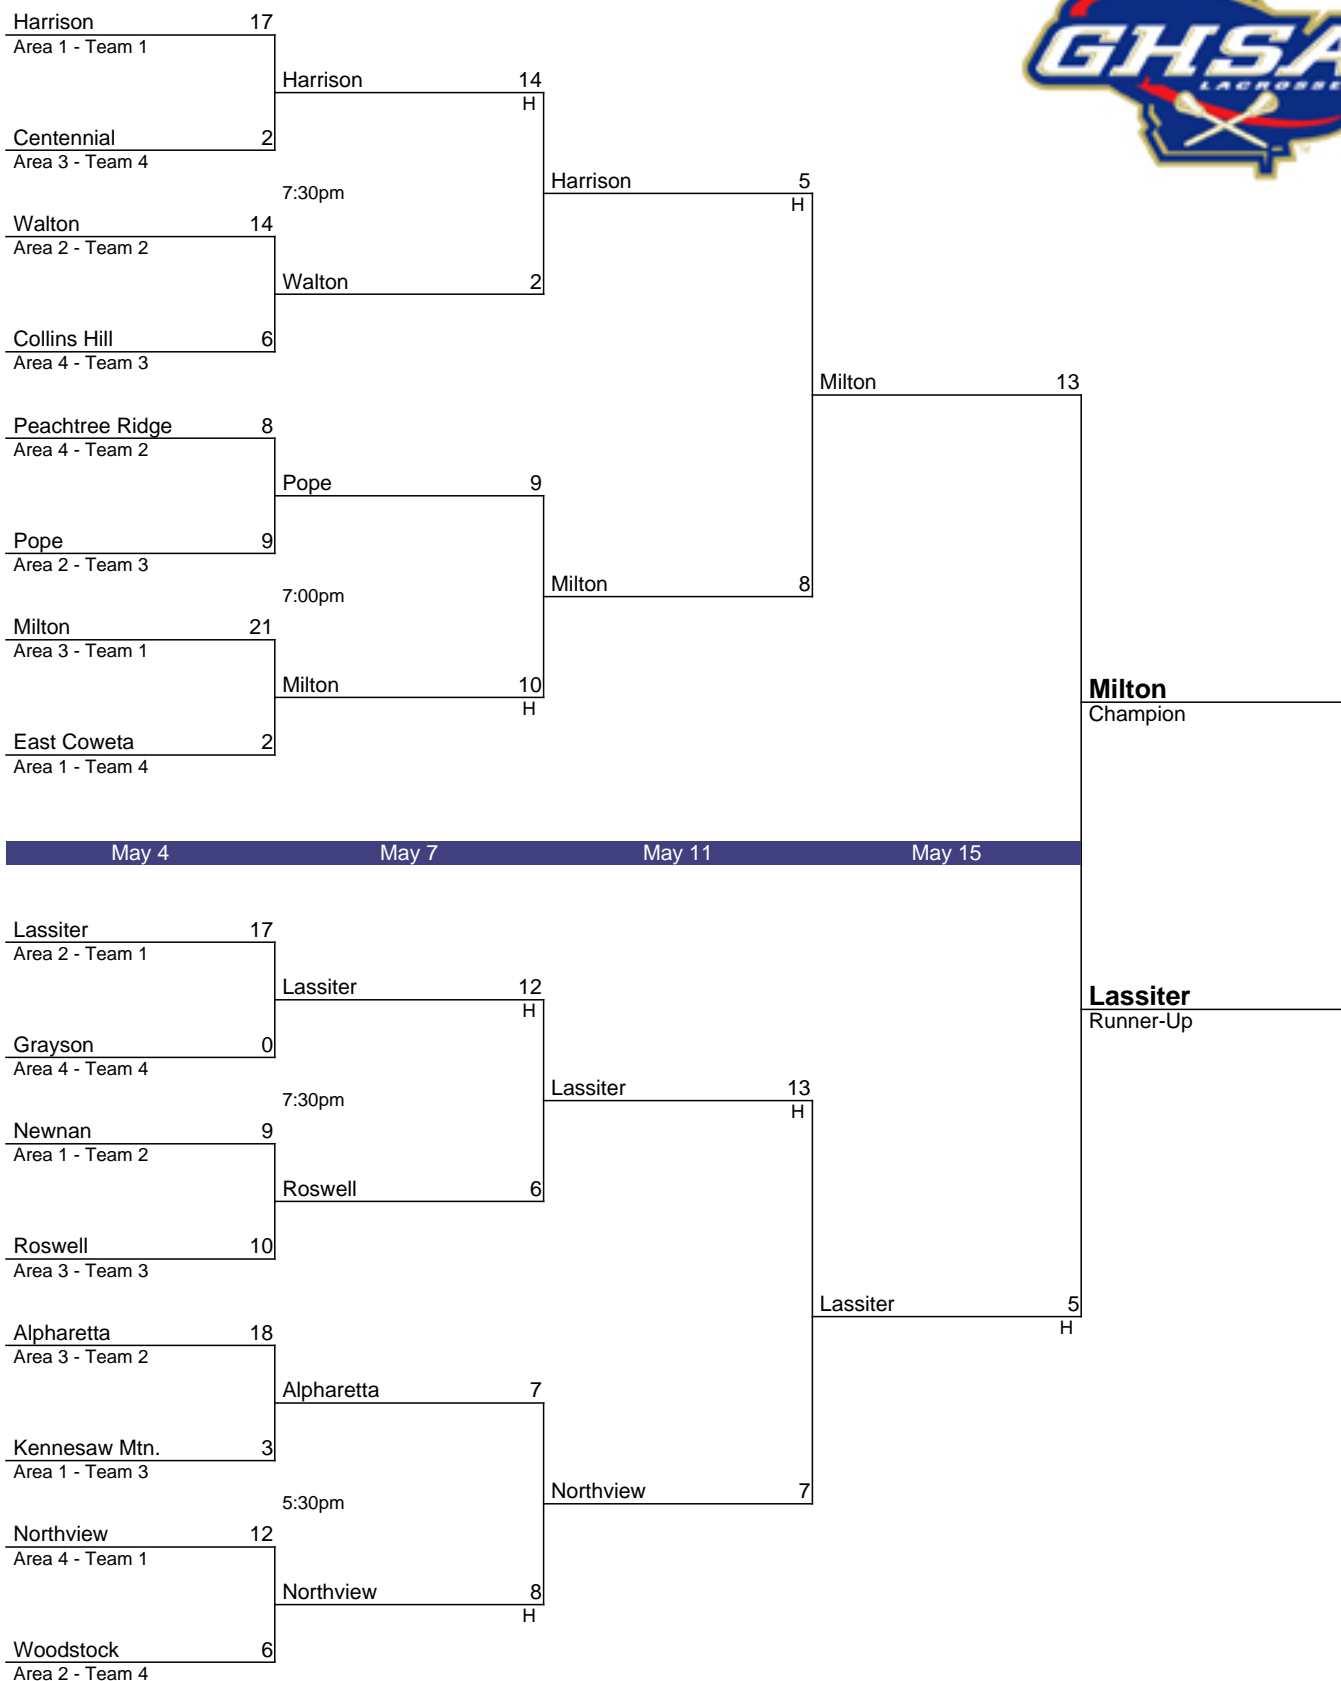 GHSA
LACROSSE
Harrison 17
Area 1 - Team 1
Harrison 14
H
Centennial 2
Area 3 - Team 4
Harrison 5
H
7:30pm
Walton 14
Area 2 - Team 2
Walton 2
Collins Hill 6
Area 4 - Team 3
Milton 13
Peachtree Ridge 8
Area 4 - Team 2
Pope 9
Pope 9
Area 2 - Team 3
Milton 8
7:00pm
Milton 21
Area 3 - Team 1
Milton 10
H
Milton
Champion
East Coweta 2
Area 1 - Team 4
May 4 May 7 May 11 May 15
Lassiter 17
Area 2 - Team 1
Lassiter 12
H
Lassiter
Runner-Up
Grayson 0
Area 4 - Team 4
Lassiter 13
H
7:30pm
Newnan 9
Area 1 - Team 2
Roswell 6
Roswell 10
Area 3 - Team 3
Lassiter 5
H
Alpharetta 18
Area 3 - Team 2
Alpharetta 7
Kennesaw Mtn. 3
Area 1 - Team 3
Northview 7
5:30pm
Northview 12
Area 4 - Team 1
Northview 8
H
Woodstock 6
Area 2 - Team 4